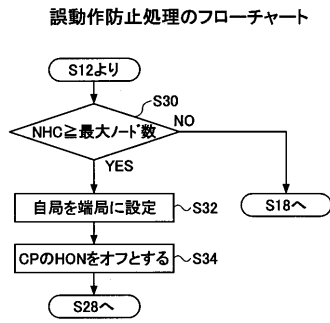 誤動作防止処理のフローチャート
S12より
S30
NHC≧最大ノード数
NO
YES
S18へ
自局を端局に設定
S32
CPのHONをオフとする
S34
S28へ